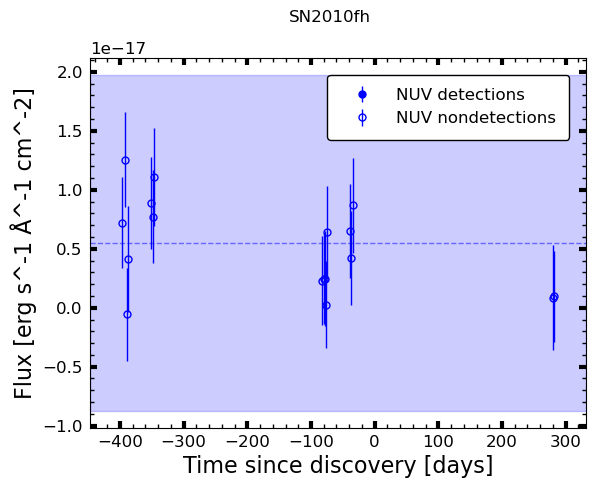 SN2010fh
1e−17
NUV detections
NUV nondetections
2.0
1.5
1.0
0.5
0.0
−0.5
−1.0
Flux [erg s^-1 Å^-1 cm^-2]
−400 −300 −200 −100 0 100 200 300
Time since discovery [days]